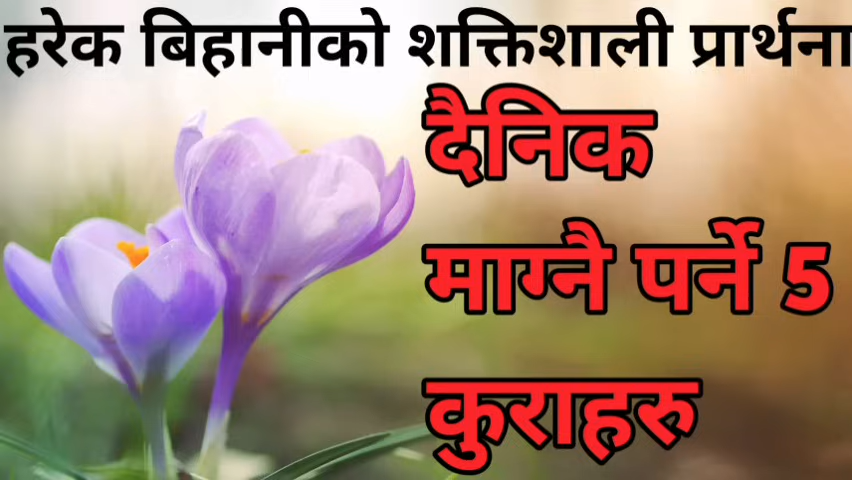 हरेक बिहानीको शक्तिशाली प्रार्थना
दैनिक
माग्नै पर्ने 5
कुराहरु